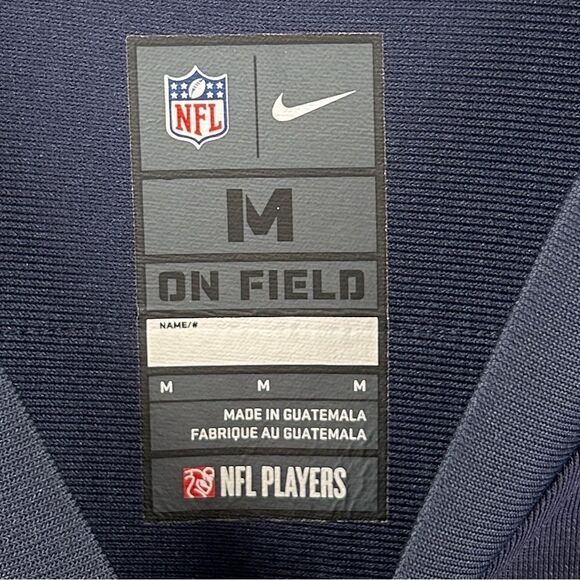 NFL
M
ON FIELD
NAME/#
M M M
MADE IN GUATEMALA
FABRIQUE AU GUATEMALA
NFL PLAYERS